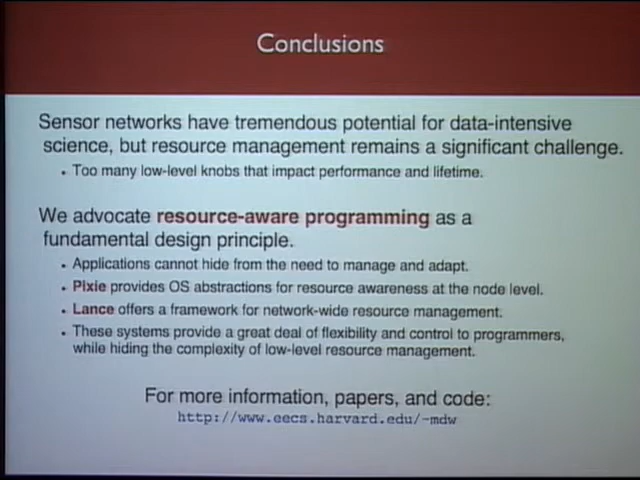 Conclusions
Sensor networks have tremendous potential for data-intensive
science, but resource management remains a significant challenge.
• Too many low-level knobs that impact performance and lifetime.
We advocate resource-aware programming as a
fundamental design principle.
• Applications cannot hide from the need to manage and adapt.
• Pixie provides OS abstractions for resource awareness at the node level.
• Lance offers a framework for network-wide resource management.
• These systems provide a great deal of flexibility and control to programmers,
while hiding the complexity of low-level resource management.
For more information, papers, and code:
http://www.eecs.harvard.edu/~mdw